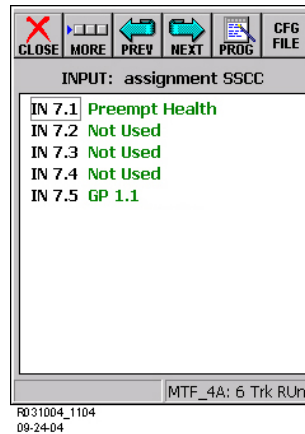 CLOSE MORE PREV NEXT PROG CFG FILE
INPUT: assignment SSCC
IN 7.1 Preempt Health
IN 7.2 Not Used
IN 7.3 Not Used
IN 7.4 Not Used
IN 7.5 GP 1.1
MTF_4A: 6 Trk RUn
R031004_1104
09-24-04